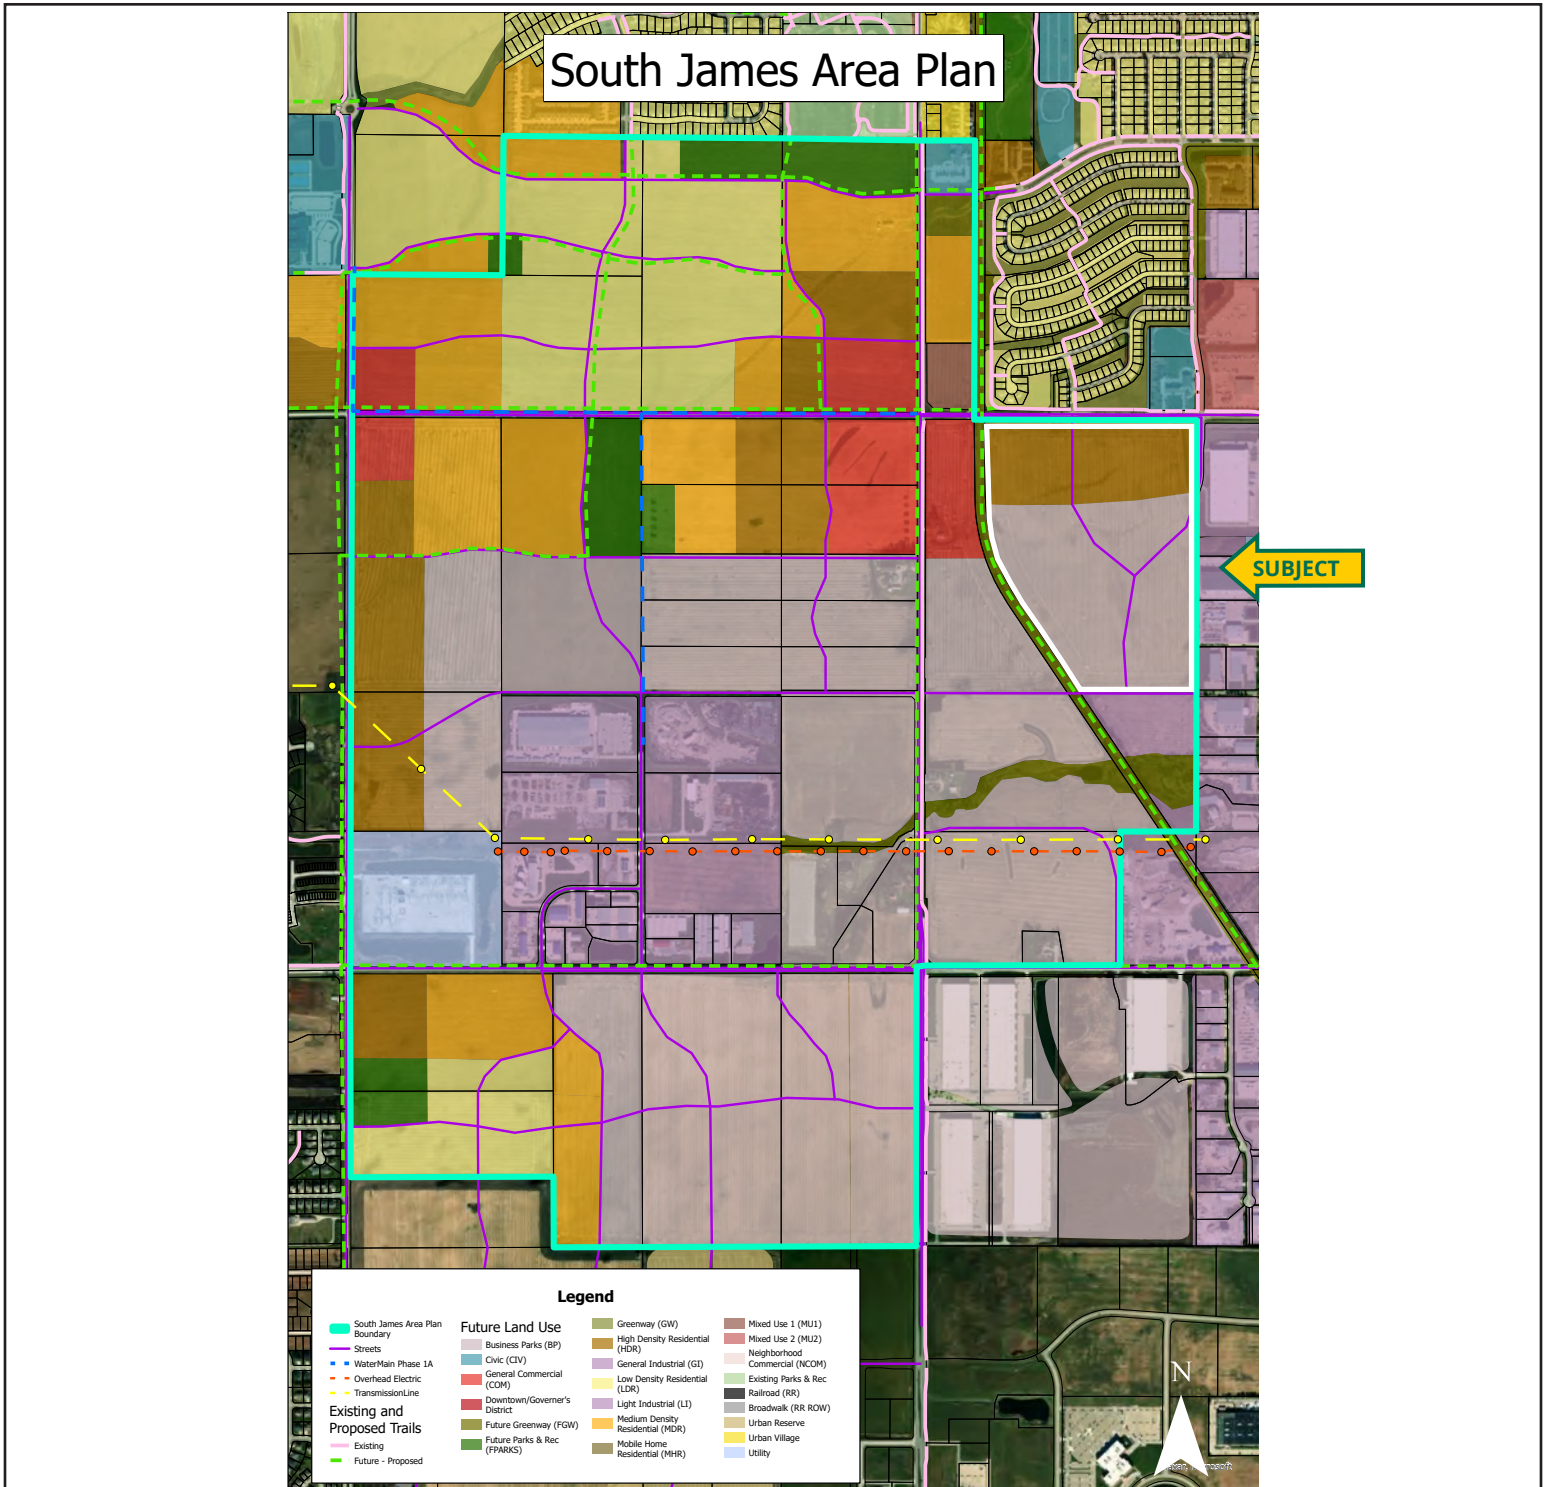 South James Area Plan
SUBJECT
Legend
South James Area Plan
Boundary
Streets
WaterMain Phase 1A
Overhead Electric
TransmissionLine
Existing and
Proposed Trails
Existing
Future - Proposed
Future Land Use
Business Parks (BP)
Civic (CIV)
General Commercial
(COM)
Downtown/Governer's
District
Future Greenway (FGW)
Future Parks & Rec
(FPARKS)
Greenway (GW)
High Density Residential
(HDR)
General Industrial (GI)
Low Density Residential
(LDR)
Light Industrial (LI)
Medium Density
Residential (MDR)
Mobile Home
Residential (MHR)
Mixed Use 1 (MU1)
Mixed Use 2 (MU2)
Neighborhood
Commercial (NCOM)
Existing Parks & Rec
Railroad (RR)
Broadwalk (RR ROW)
Urban Reserve
Urban Village
Utility
N